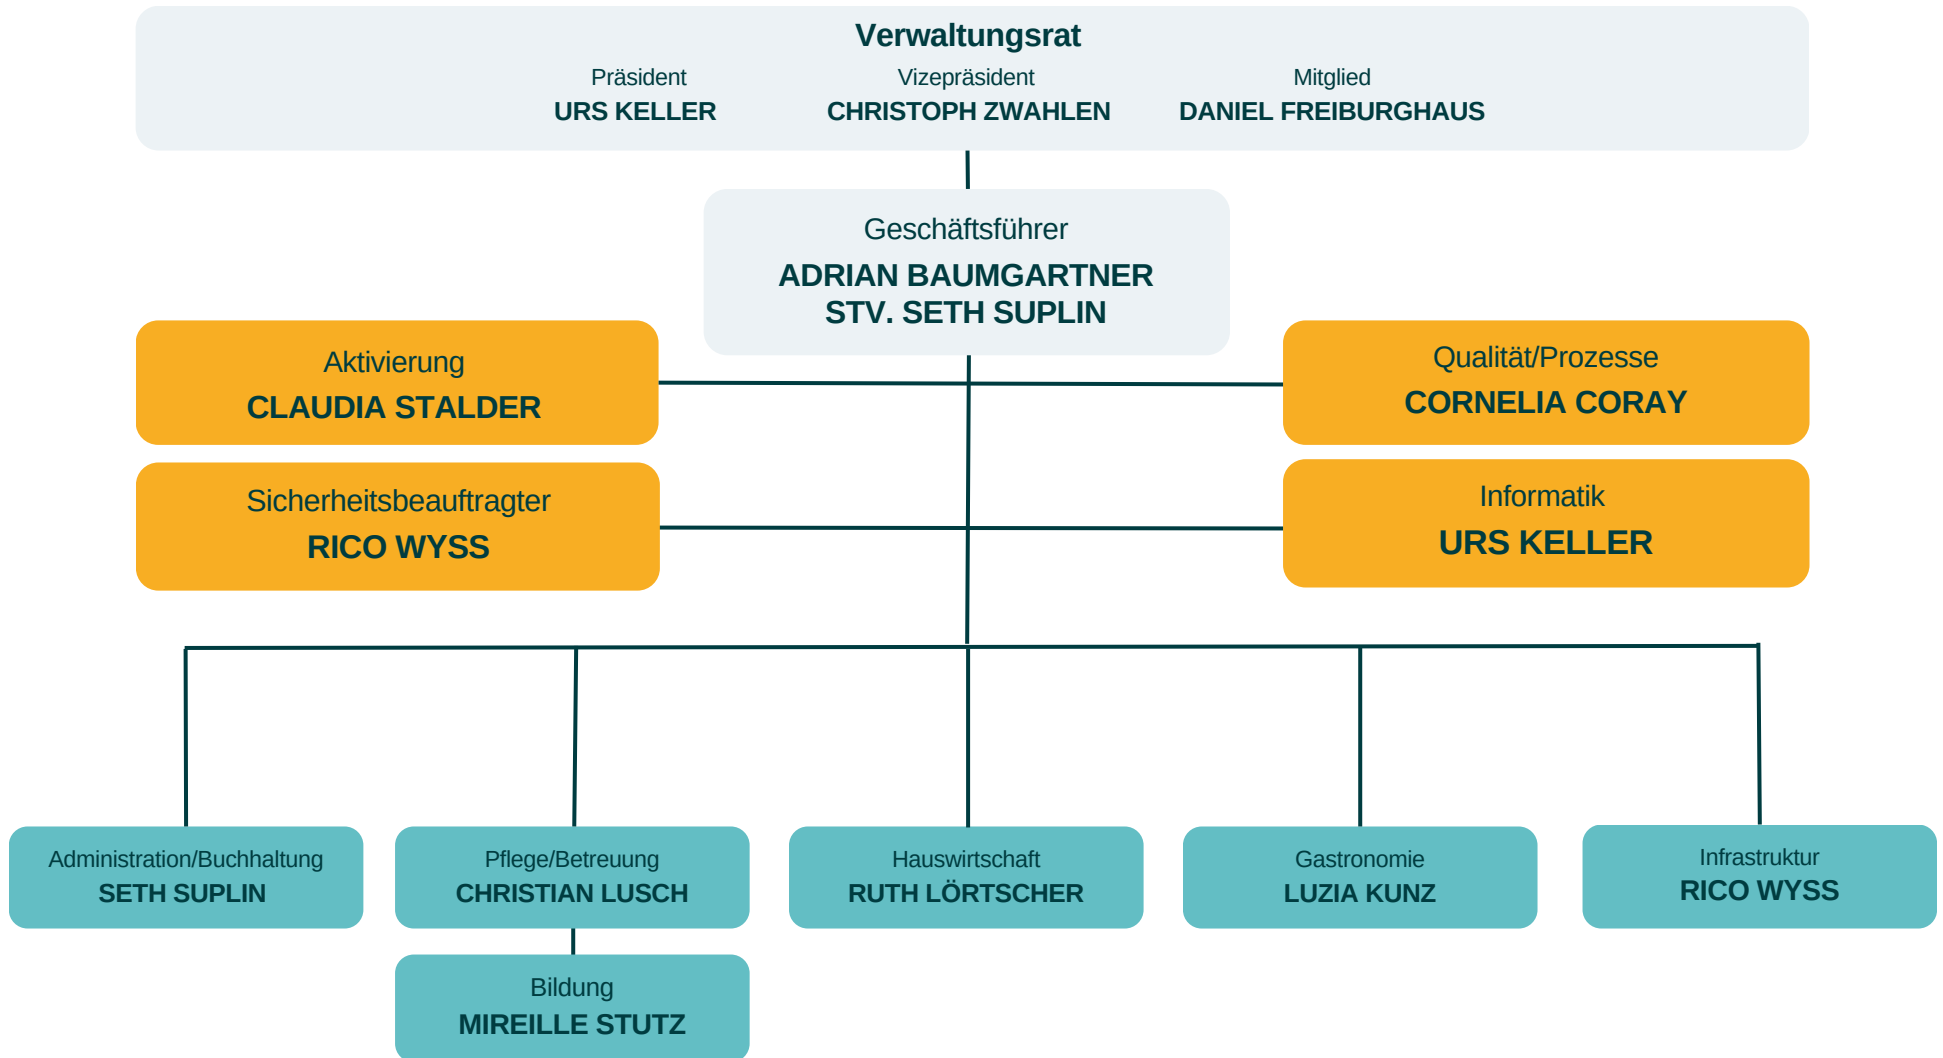 Verwaltungsrat
Präsident
URS KELLER
Vizepräsident
CHRISTOPH ZWAHLEN
Mitglied
DANIEL FREIBURGHAUS
Geschäftsführer
ADRIAN BAUMGARTNER
STV. SETH SUPLIN
Aktivierung
CLAUDIA STALDER
Qualität/Prozesse
CORNELIA CORAY
Sicherheitsbeauftragter
RICO WYSS
Informatik
URS KELLER
Administration/Buchhaltung
SETH SUPLIN
Pflege/Betreuung
CHRISTIAN LUSCH
Hauswirtschaft
RUTH LÖRTSCHER
Gastronomie
LUZIA KUNZ
Infrastruktur
RICO WYSS
Bildung
MIREILLE STUTZ